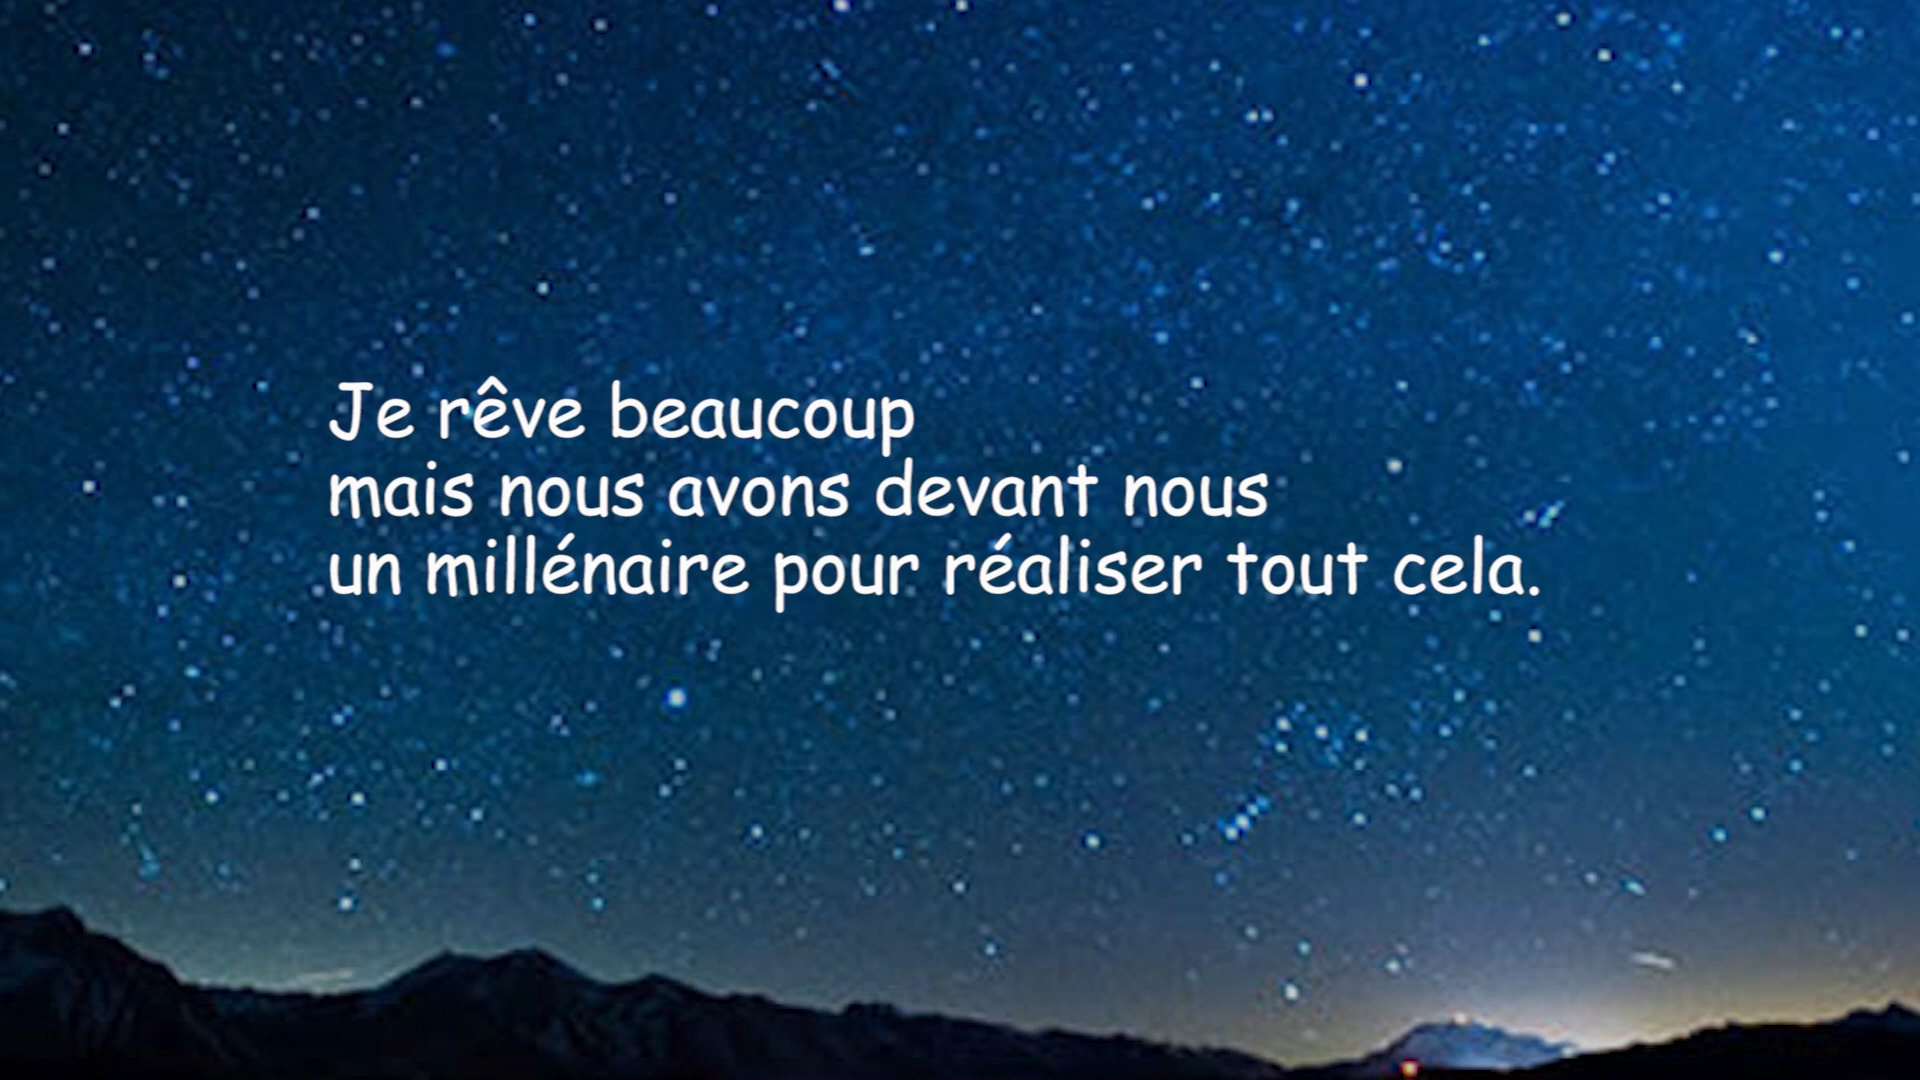 Je rêve beaucoup
mais nous avons devant nous
un millénaire pour réaliser tout cela.